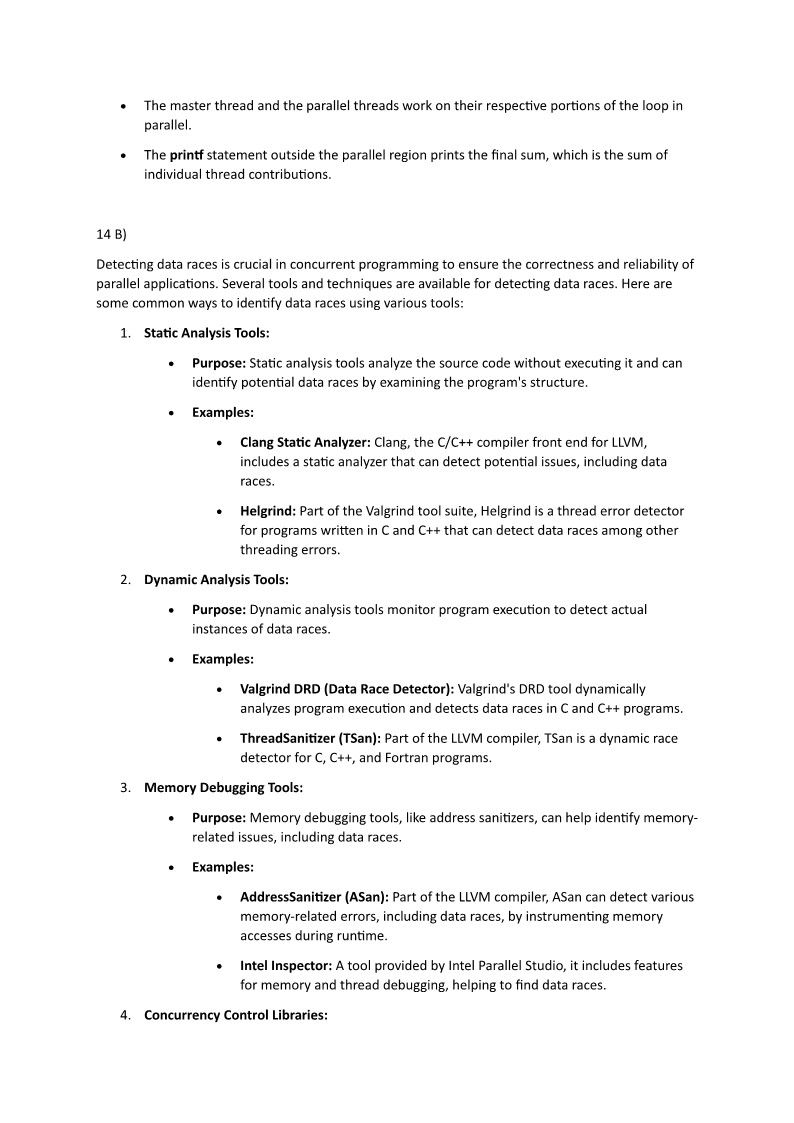 • The master thread and the parallel threads work on their respective portions of the loop in
parallel.
• The printf statement outside the parallel region prints the final sum, which is the sum of
individual thread contributions.
14 B)
Detecting data races is crucial in concurrent programming to ensure the correctness and reliability of
parallel applications. Several tools and techniques are available for detecting data races. Here are
some common ways to identify data races using various tools:
1. Static Analysis Tools:
• Purpose: Static analysis tools analyze the source code without executing it and can
identify potential data races by examining the program's structure.
• Examples:
• Clang Static Analyzer: Clang, the C/C++ compiler front end for LLVM,
includes a static analyzer that can detect potential issues, including data
races.
• Helgrind: Part of the Valgrind tool suite, Helgrind is a thread error detector
for programs written in C and C++ that can detect data races among other
threading errors.
2. Dynamic Analysis Tools:
• Purpose: Dynamic analysis tools monitor program execution to detect actual
instances of data races.
• Examples:
• Valgrind DRD (Data Race Detector): Valgrind's DRD tool dynamically
analyzes program execution and detects data races in C and C++ programs.
• ThreadSanitizer (TSan): Part of the LLVM compiler, TSan is a dynamic race
detector for C, C++, and Fortran programs.
3. Memory Debugging Tools:
• Purpose: Memory debugging tools, like address sanitizers, can help identify memory-
related issues, including data races.
• Examples:
• AddressSanitizer (ASan): Part of the LLVM compiler, ASan can detect various
memory-related errors, including data races, by instrumenting memory
accesses during runtime.
• Intel Inspector: A tool provided by Intel Parallel Studio, it includes features
for memory and thread debugging, helping to find data races.
4. Concurrency Control Libraries: